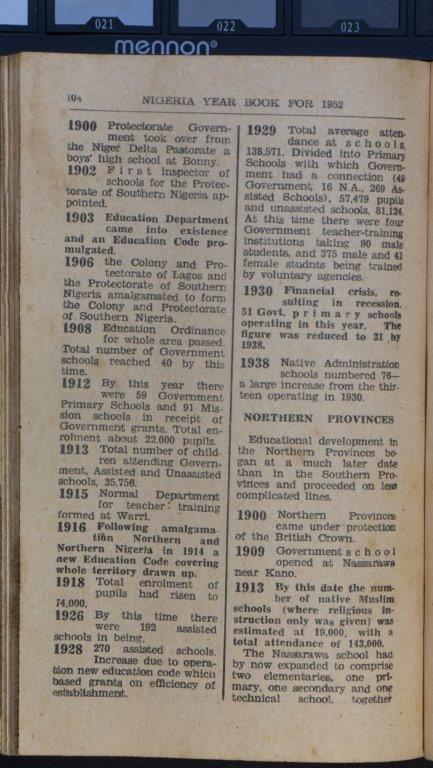 021
022
023
mennon®
104
NIGERIA YEAR BOOK FOR 1952
1900 Protectorate Govern-
ment took over from
the Niger Delta Pastorate a
boys' high school at Bonny.
1902 First inspector of
schools for the Protec-
torate of Southern Nigeria ap-
pointed.
1903 Education Department
came into existence
and an Education Code pro-
mulgated.
1906 the Colony and Pro-
tectorate of Lagos and
the Protectorate of Southern
Nigeria amalgamated to form
the Colony and Protectorate
of Southern Nigeria.
1908 Education Ordinance
for whole area passed.
Total number of Government
schools reached 40 by this
time.
1912 By this year there
were 59 Government
Primary Schools and 91 Mis-
sion schools in receipt of
Government grants. Total en-
rolment about 22,000 pupils.
1913 Total number of child-
ren attending Govern-
ment, Assisted and Unassisted
schools, 35,756.
1915 Normal Department
for teacher training
formed at Warri.
1916 Following amalgama-
tion Northern and
Northern Nigeria in 1914 a
new Education Code covering
whole territory drawn up.
1918 Total enrolment of
pupils had risen to
74,000.
1926 By this time there
were 192 assisted
schools in being.
1928 270 assisted schools.
Increase due to opera-
tion new education code which
based grants on efficiency of
establishment.
1929 Total average atten-
dance at schools,
138,571. Divided into Primary
Schools with which Govern-
ment had a connection (49
Government, 16 N.A., 269 As-
sisted Schools), 57,479 pupils
and unassisted schools, 81,124.
At this time there were four
Government teacher-training
institutions taking 90 male
students, and 375 male and 41
female studnts being trained
by voluntary agencies.
1930 Financial crisis, re-
sulting in recession.
51 Govt. primary schools
operating in this year. The
figure was reduced to 31 by
1938.
1938 Native Administration
schools numbered 76—
a large increase from the thir-
teen operating in 1930.
NORTHERN PROVINCES
Educational development in
the Northern Provinces be-
gan at a much later date
than in the Southern Pro-
vinces and proceeded on less
complicated lines.
1900 Northern Provinces
came under protection
of the British Crown.
1909 Government school
opened at Nassarawa
near Kano.
1913 By this date the num-
ber of native Muslim
schools (where religious in-
struction only was given) was
estimated at 19,000, with a
total attendance of 143,000.
The Nassarawa school had
by now expanded to comprise
two elementaries, one pri-
mary, one secondary and one
technical school, together